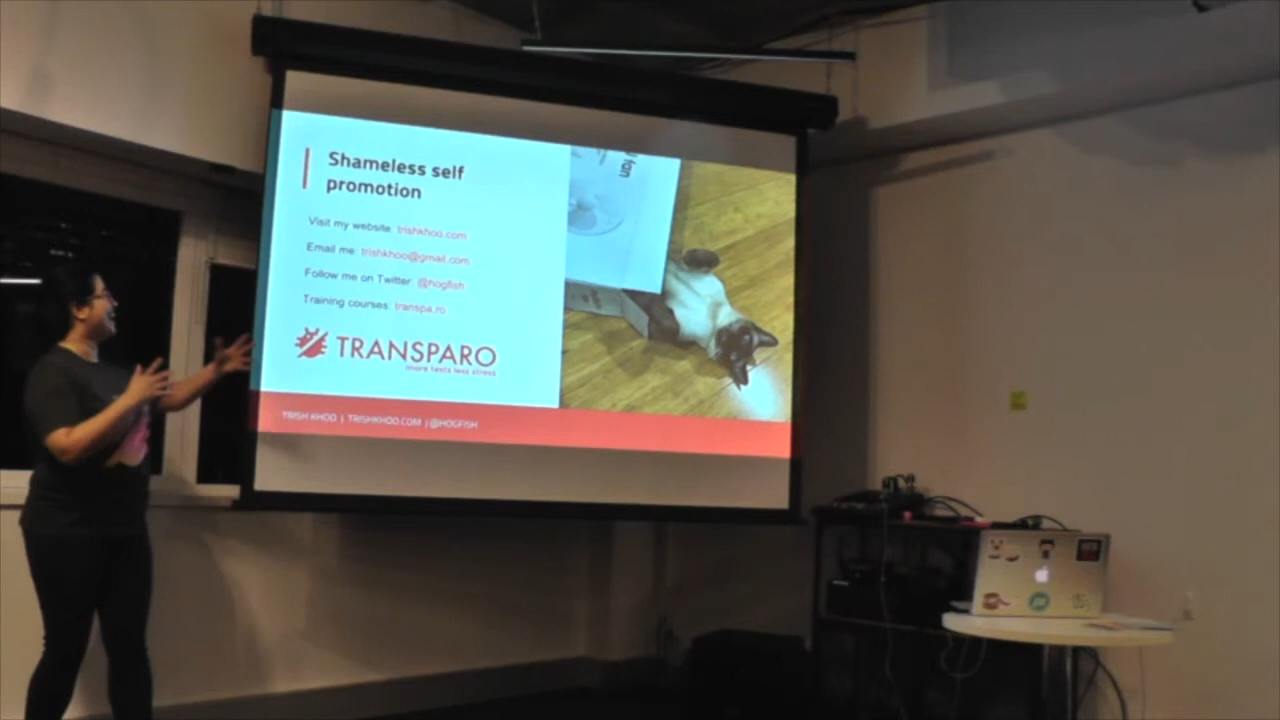 Shameless self
promotion
Visit my website: trishkhoo.com
Email me: trishkhoo@gmail.com
Follow me on Twitter: @hogfish
Training courses: transpa.ro
TRANSPARO
more tests less stress
TRISH KHOO | TRISHKHOO.COM | @HOGFISH
fan